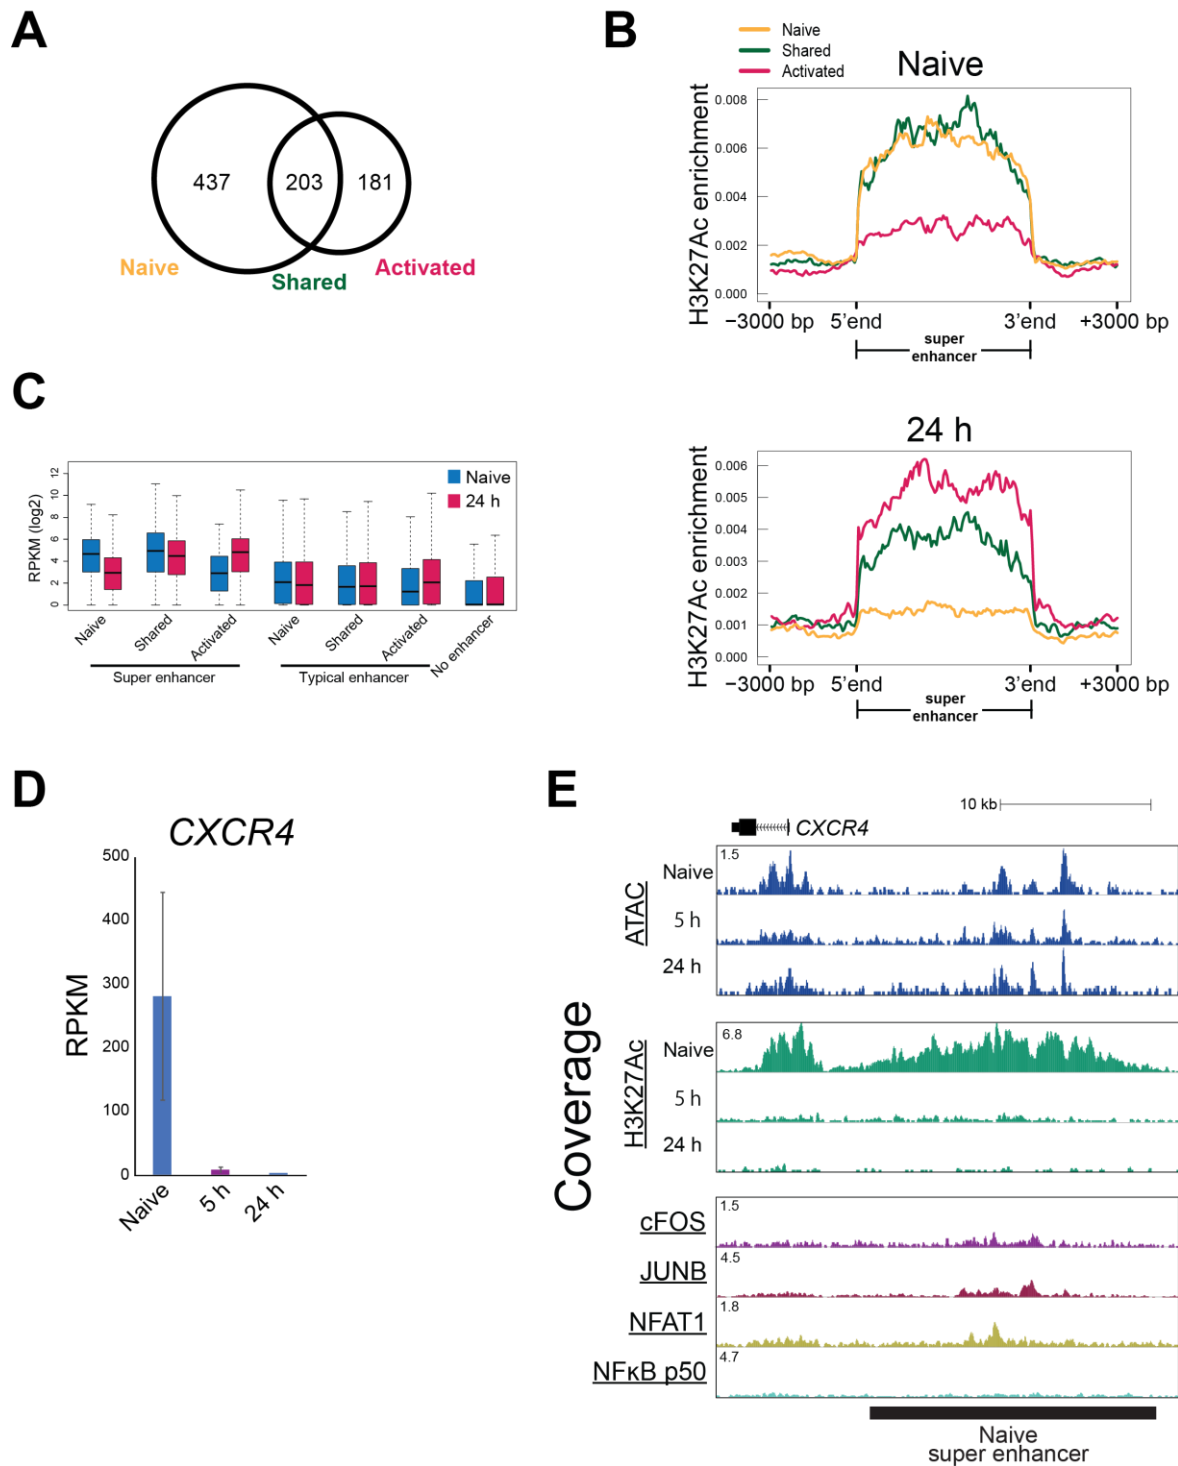 A
437
203
181
Naive
Shared
Activated
B
Naive
Shared
Activated
Naive
H3K27Ac enrichment
0.008
0.006
0.004
0.002
0.000
−3000 bp
5'end
3'end
+3000 bp
super
enhancer
24 h
H3K27Ac enrichment
0.006
0.005
0.004
0.003
0.002
0.001
0.000
−3000 bp
5'end
3'end
+3000 bp
super
enhancer
C
RPKM (log2)
12
10
8
6
4
2
0
Naive
24 h
Naive
Shared
Activated
Naive
Shared
Activated
No enhancer
Super enhancer
Typical enhancer
D
CXCR4
RPKM
500
400
300
200
100
0
Naive
5 h
24 h
E
10 kb
CXCR4
Coverage
ATAC
Naive
5 h
24 h
1.5
H3K27Ac
Naive
5 h
24 h
6.8
cFOS
1.5
JUNB
4.5
NFAT1
1.8
NFκB p50
4.7
Naive
super enhancer